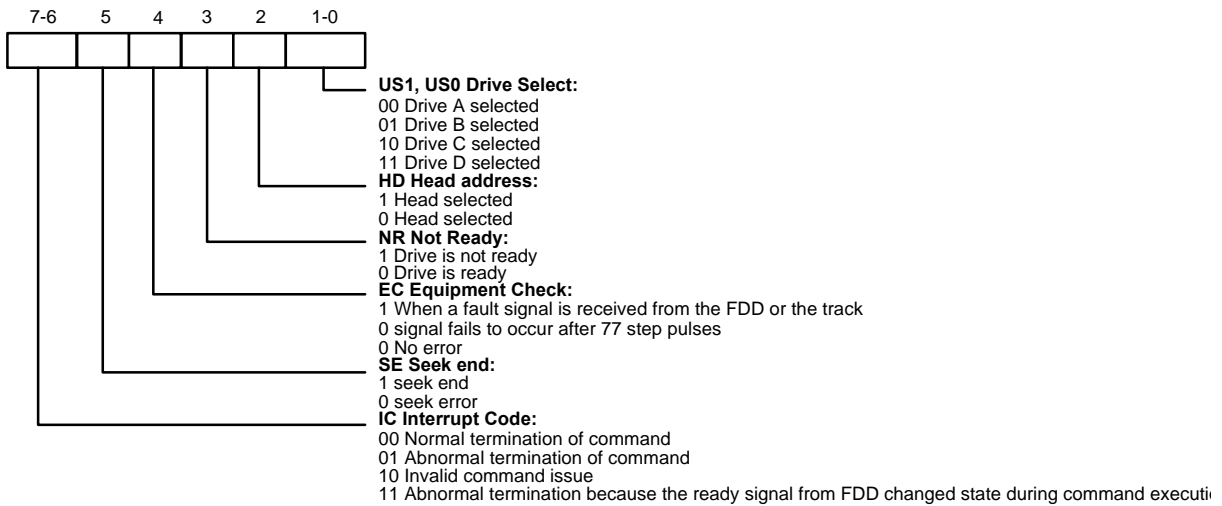 7-6 5 4 3 2 1-0
US1, US0 Drive Select:
00 Drive A selected
01 Drive B selected
10 Drive C selected
11 Drive D selected
HD Head address:
1 Head selected
0 Head selected
NR Not Ready:
1 Drive is not ready
0 Drive is ready
EC Equipment Check:
1 When a fault signal is received from the FDD or the track
0 signal fails to occur after 77 step pulses
0 No error
SE Seek end:
1 seek end
0 seek error
IC Interrupt Code:
00 Normal termination of command
01 Abnormal termination of command
10 Invalid command issue
11 Abnormal termination because the ready signal from FDD changed state during command